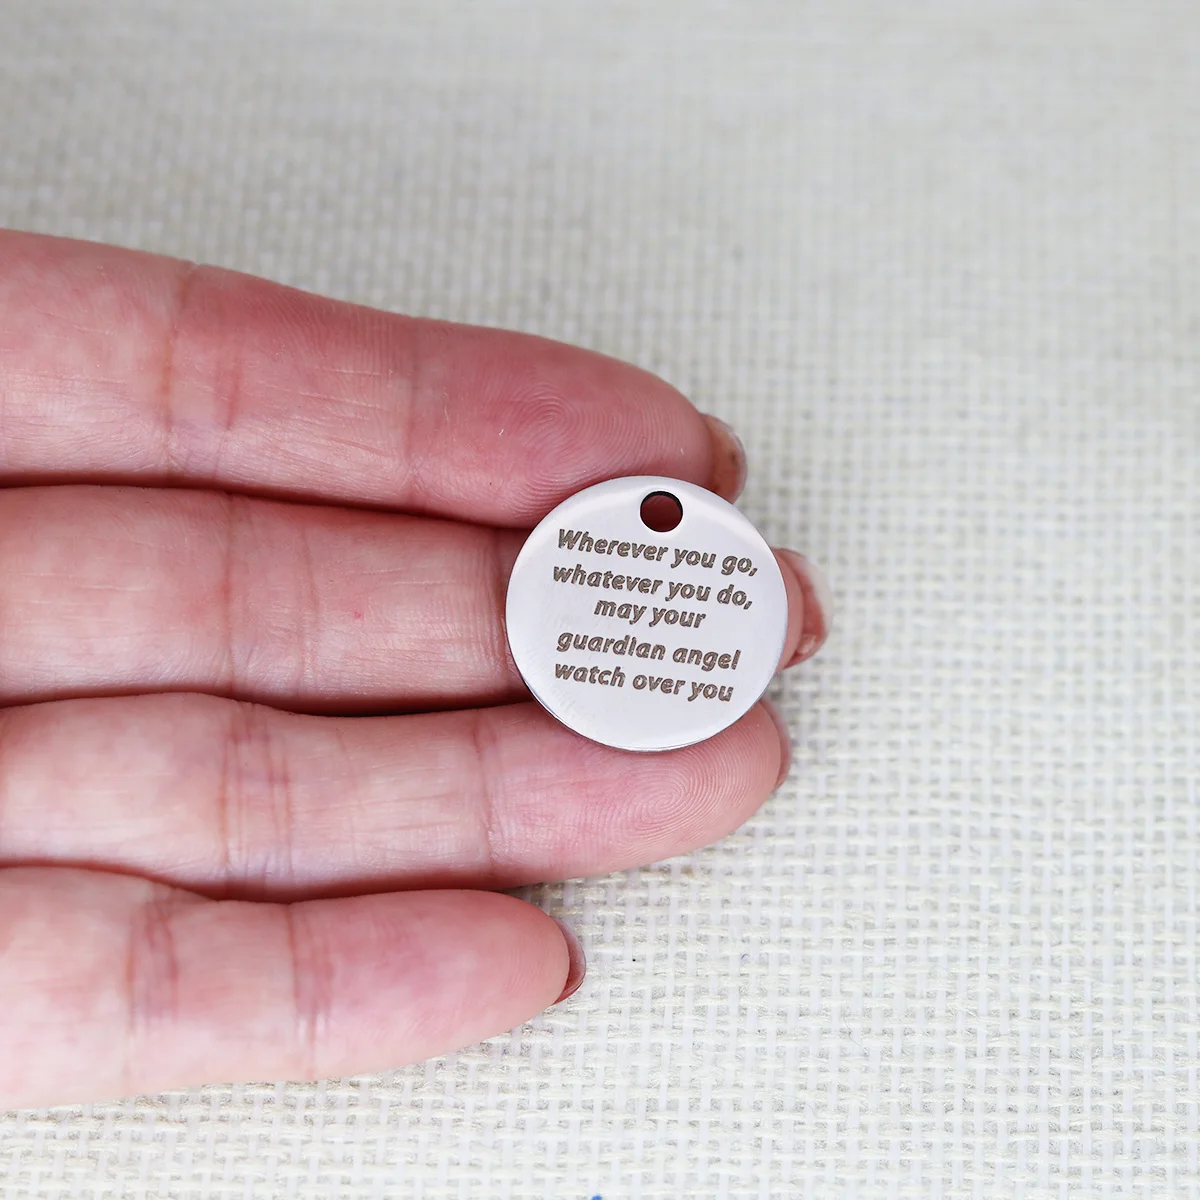 Wherever you go,
whatever you do,
may your
guardian angel
watch over you